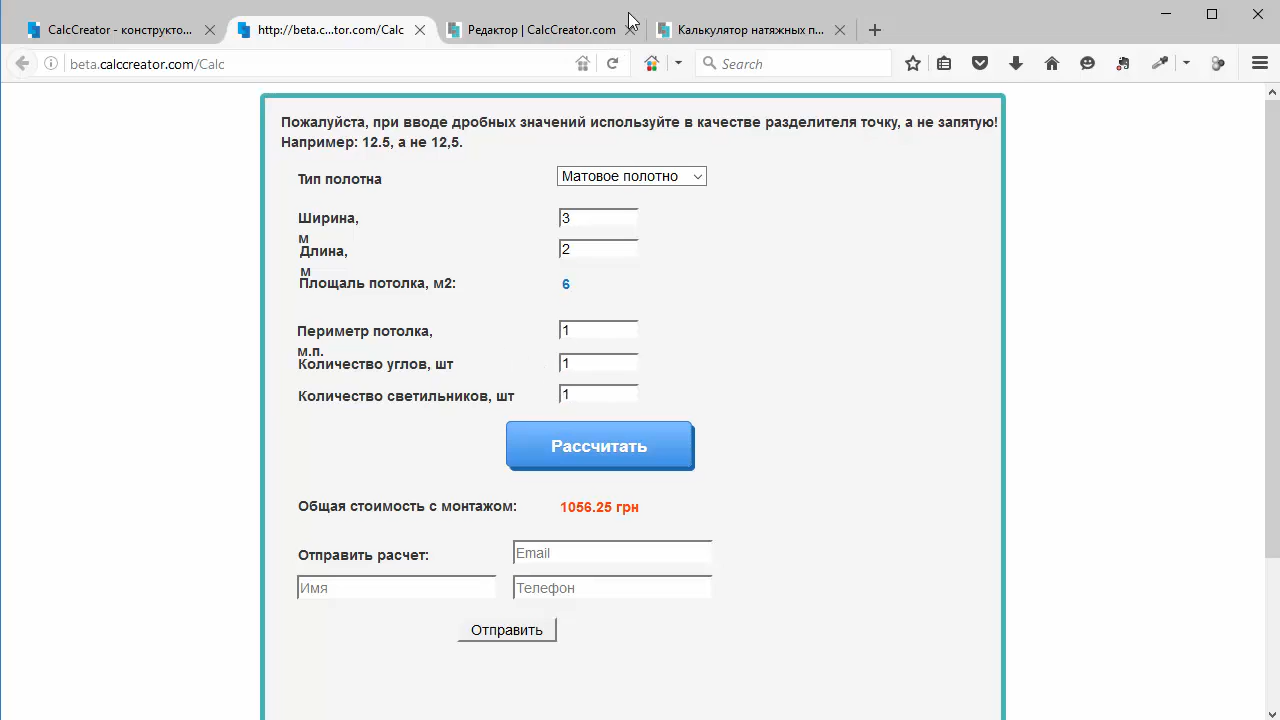 CalcCreator - конструкто...
http://beta.c...tor.com/Calc
Редактор | CalcCreator.com
Калькулятор натяжных п...
beta.calccreator.com/Calc
Search
Пожалуйста, при вводе дробных значений используйте в качестве разделителя точку, а не запятую!
Например: 12.5, а не 12,5.
Тип полотна
Матовое полотно
Ширина,
м
3
Длина,
м
2
Площаль потолка, м2:
6
Периметр потолка,
м.п.
1
Количество углов, шт
1
Количество светильников, шт
1
Рассчитать
Общая стоимость с монтажом:
1056.25 грн
Отправить расчет:
Email
Имя
Телефон
Отправить